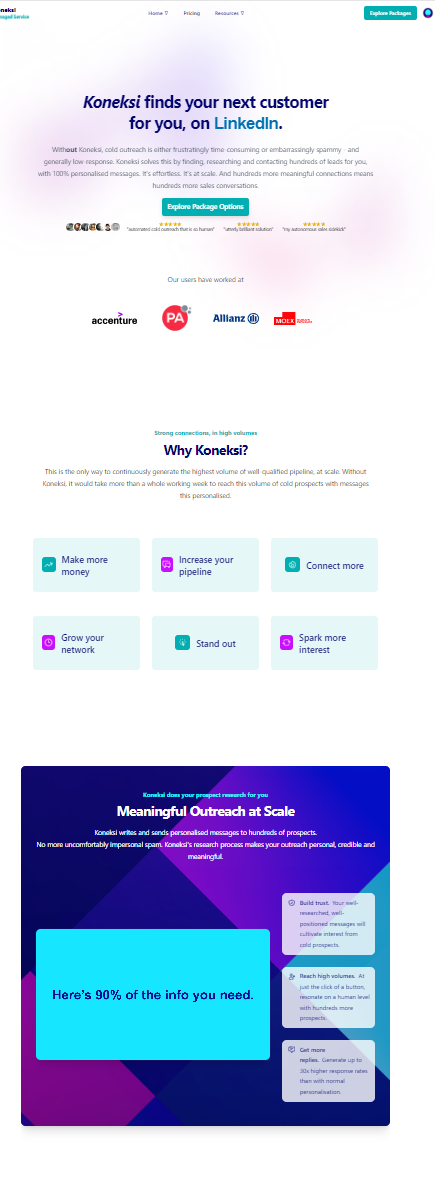 Koneksi
Managed Service
Home
Pricing
Resources
Explore Packages
Koneksi finds your next customer
for you, on LinkedIn.
Without Koneksi, cold outreach is either frustratingly time-consuming or embarrassingly spammy - and
generally low response. Koneksi solves this by finding, researching and contacting hundreds of leads for you,
with 100% personalised messages. It's effortless. It's at scale. And hundreds more meaningful connections means
hundreds more sales conversations.
Explore Package Options
"automated cold outreach that is so human"
"utterly brilliant solution"
"my autonomous sales sidekick"
Our users have worked at
accenture
PA
Allianz
MOEX
Strong connections, in high volumes
Why Koneksi?
This is the only way to continuously generate the highest volume of well-qualified pipeline, at scale. Without
Koneksi, it would take more than a whole working week to reach this volume of cold prospects with messages
this personalised.
Make more
money
Increase your
pipeline
Connect more
Grow your
network
Stand out
Spark more
interest
Koneksi does your prospect research for you
Meaningful Outreach at Scale
Koneksi writes and sends personalised messages to hundreds of prospects.
No more uncomfortably impersonal spam. Koneksi's research process makes your outreach personal, credible and
meaningful.
Here's 90% of the info you need.
Build trust. Your well-
researched, well-
positioned messages will
cultivate interest from
cold prospects.
Reach high volumes. At
just the click of a button,
resonate on a human level
with hundreds more
prospects.
Get more
replies. Generate up to
30x higher response rates
than with normal
personalisation.